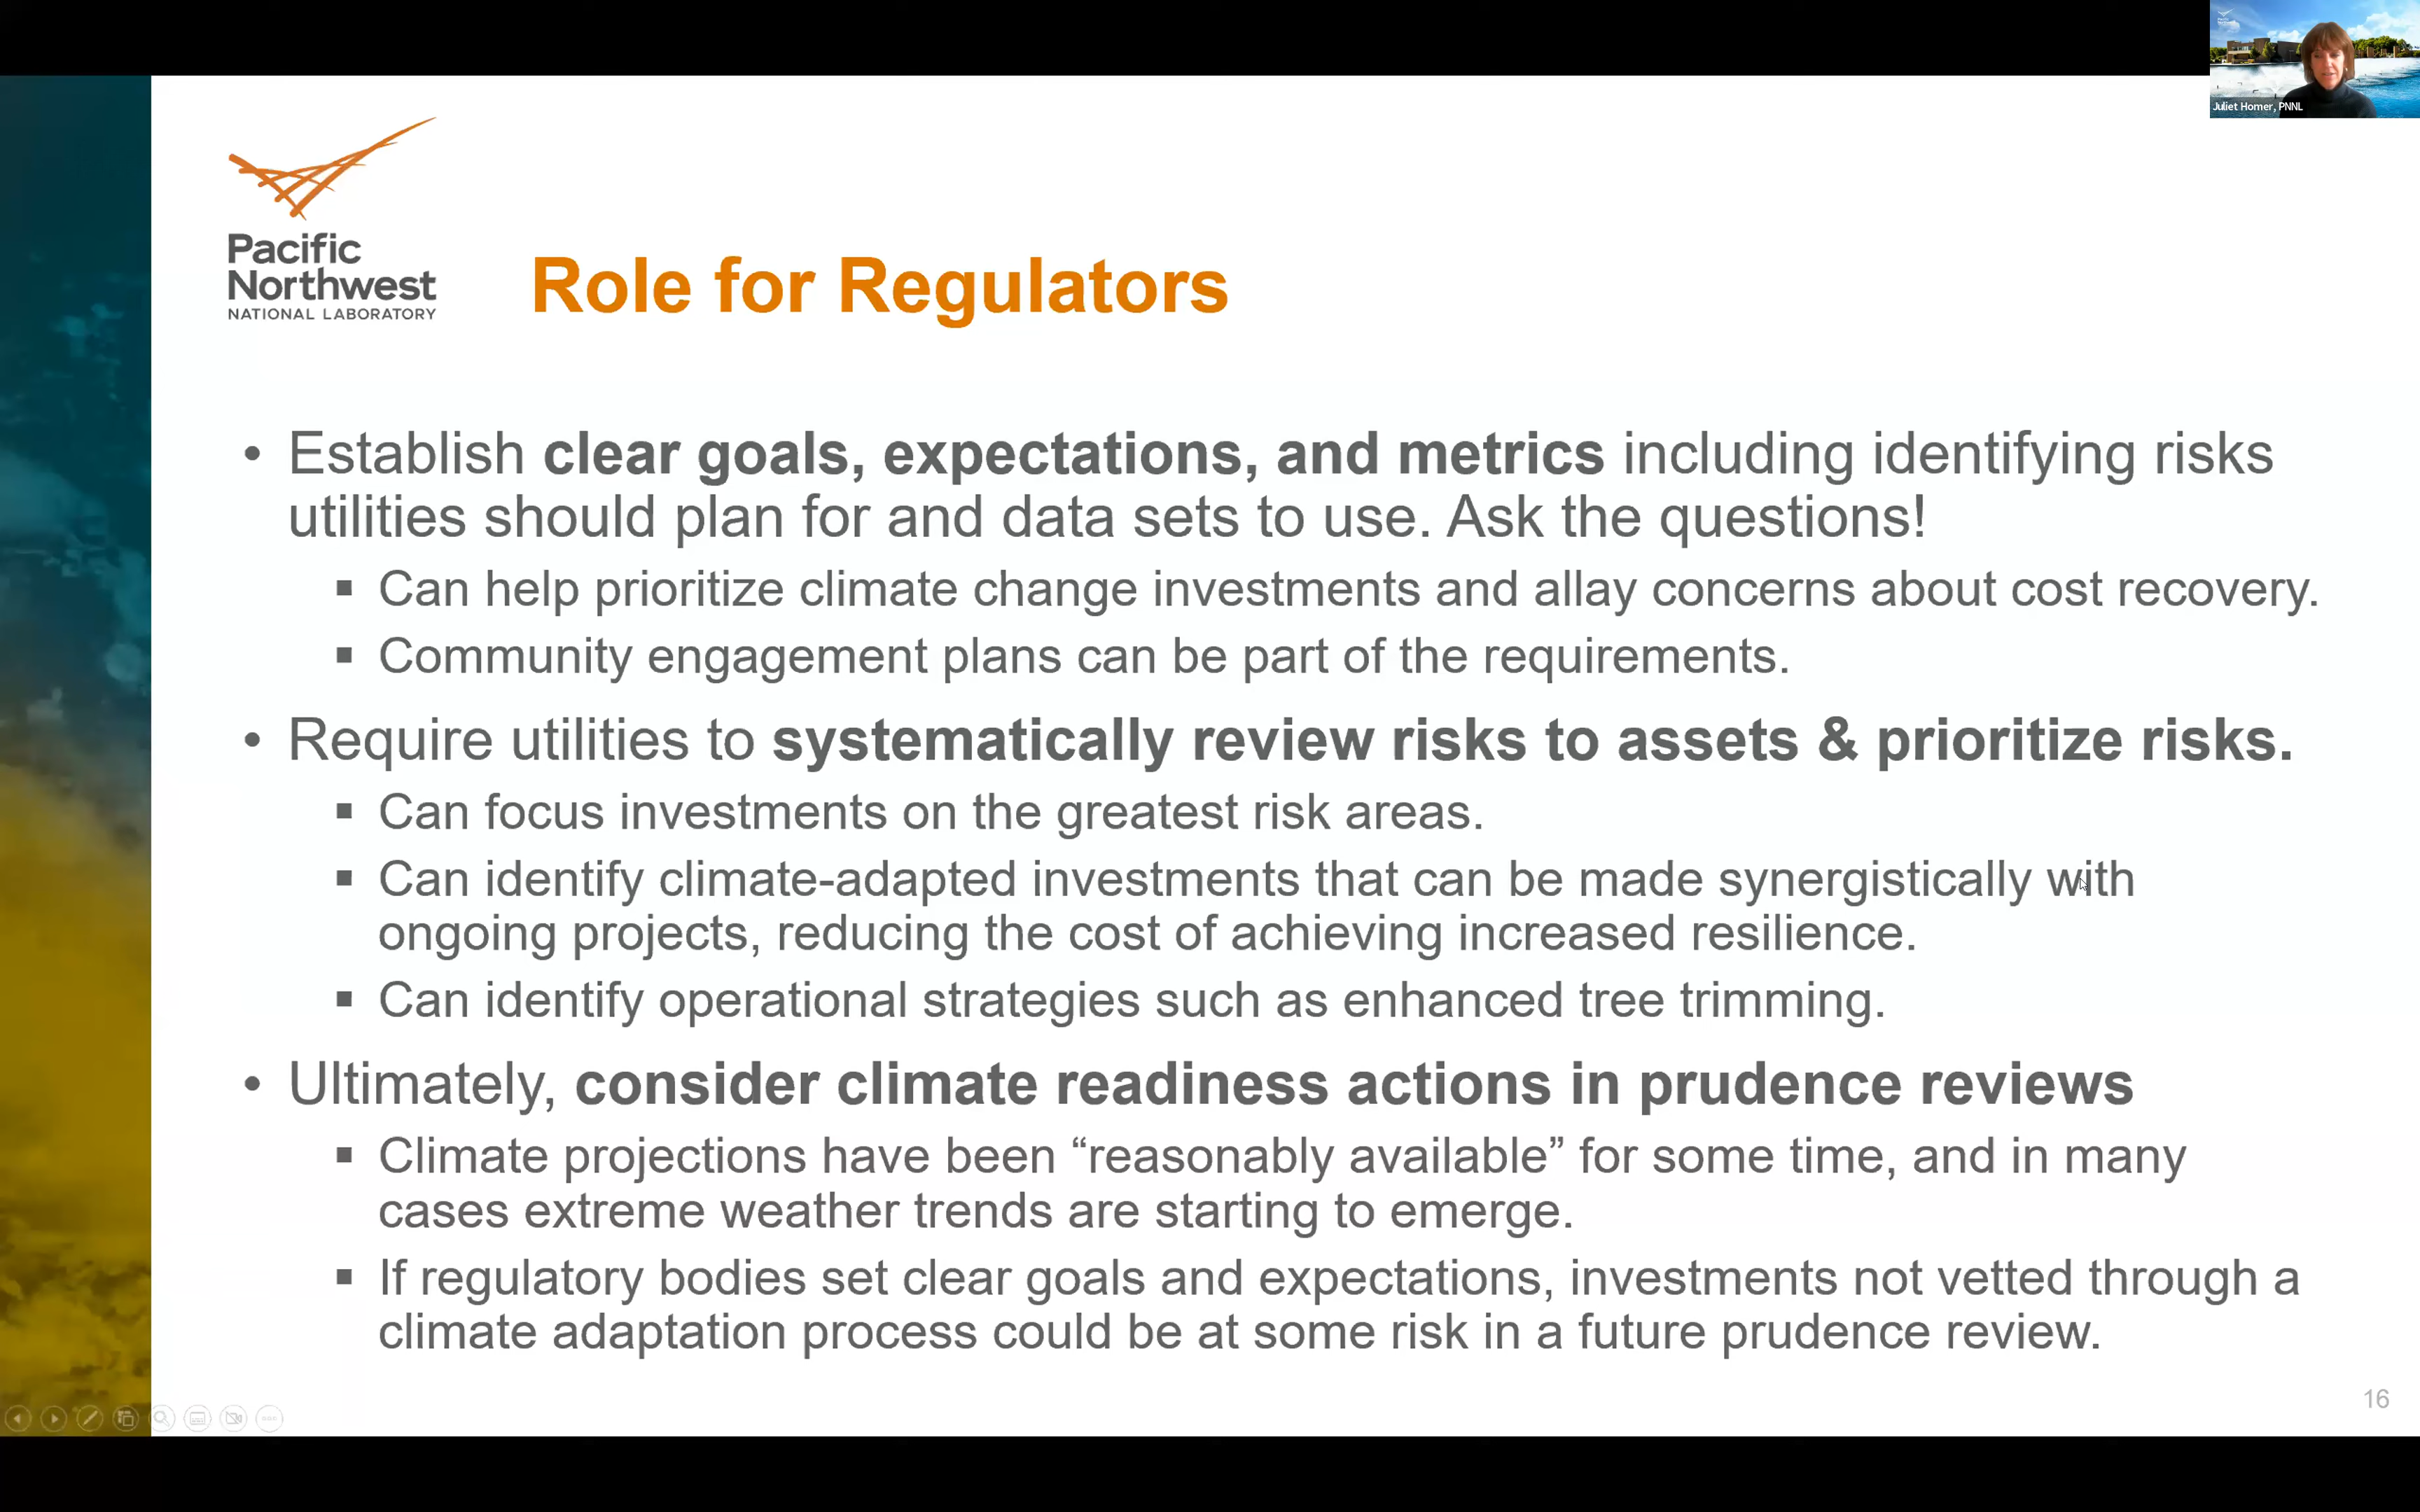 Juliet Homer, PNNL
Pacific
Northwest
NATIONAL LABORATORY
Role for Regulators
• Establish clear goals, expectations, and metrics including identifying risks
utilities should plan for and data sets to use. Ask the questions!
▪ Can help prioritize climate change investments and allay concerns about cost recovery.
▪ Community engagement plans can be part of the requirements.
• Require utilities to systematically review risks to assets & prioritize risks.
▪ Can focus investments on the greatest risk areas.
▪ Can identify climate-adapted investments that can be made synergistically with
ongoing projects, reducing the cost of achieving increased resilience.
▪ Can identify operational strategies such as enhanced tree trimming.
• Ultimately, consider climate readiness actions in prudence reviews
▪ Climate projections have been “reasonably available” for some time, and in many
cases extreme weather trends are starting to emerge.
▪ If regulatory bodies set clear goals and expectations, investments not vetted through a
climate adaptation process could be at some risk in a future prudence review.
16